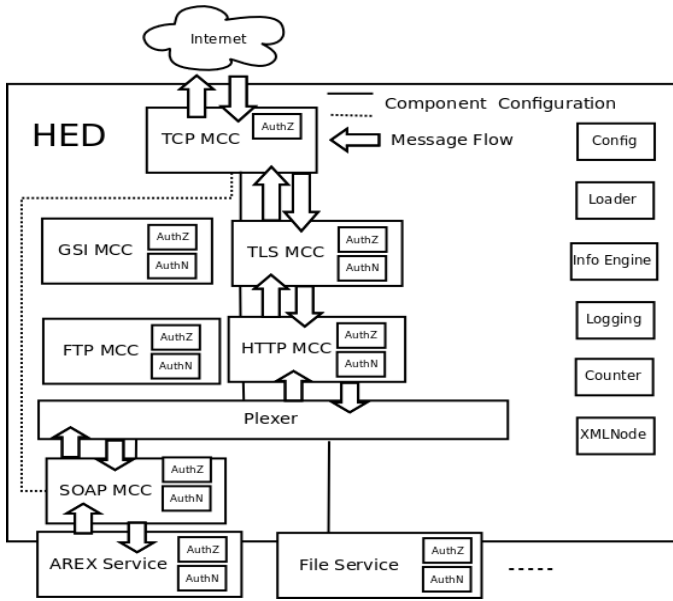 Internet
HED
Component Configuration
Message Flow
TCP MCC
AuthZ
GSI MCC
AuthZ
AuthN
TLS MCC
AuthZ
AuthN
FTP MCC
AuthZ
AuthN
HTTP MCC
AuthZ
AuthN
Plexer
SOAP MCC
AuthZ
AuthN
AREX Service
AuthZ
AuthN
File Service
AuthZ
AuthN
Config
Loader
Info Engine
Logging
Counter
XMLNode